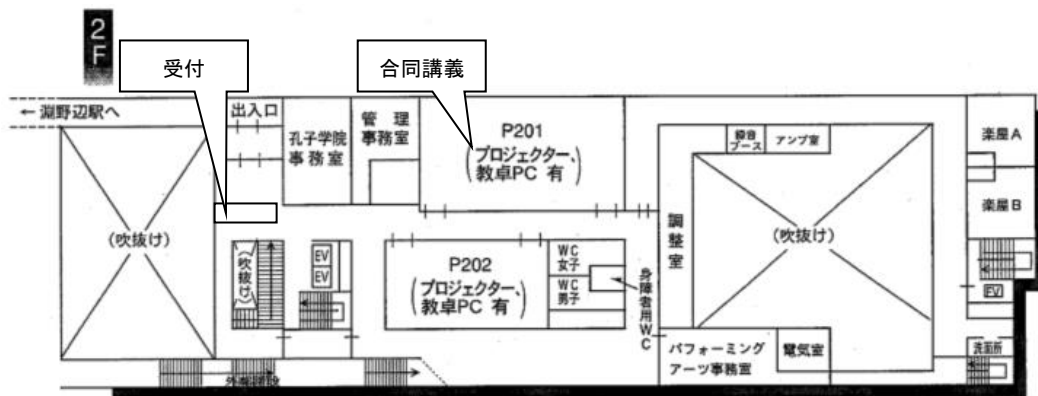 2F
受付
合同講義
← 淵野辺駅へ
出入口
孔子学院
事務室
管理
事務室
P201
(プロジェクター、
教卓PC 有)
録音
ブース
アンプ室
楽屋A
楽屋B
(吹抜け)
(吹抜け)
EV
EV
P202
(プロジェクター、
教卓PC 有)
WC
女子
WC
男子
身障者用WC
調整室
(吹抜け)
EV
パフォーミング
アーツ事務室
電気室
洗面所
外部階段